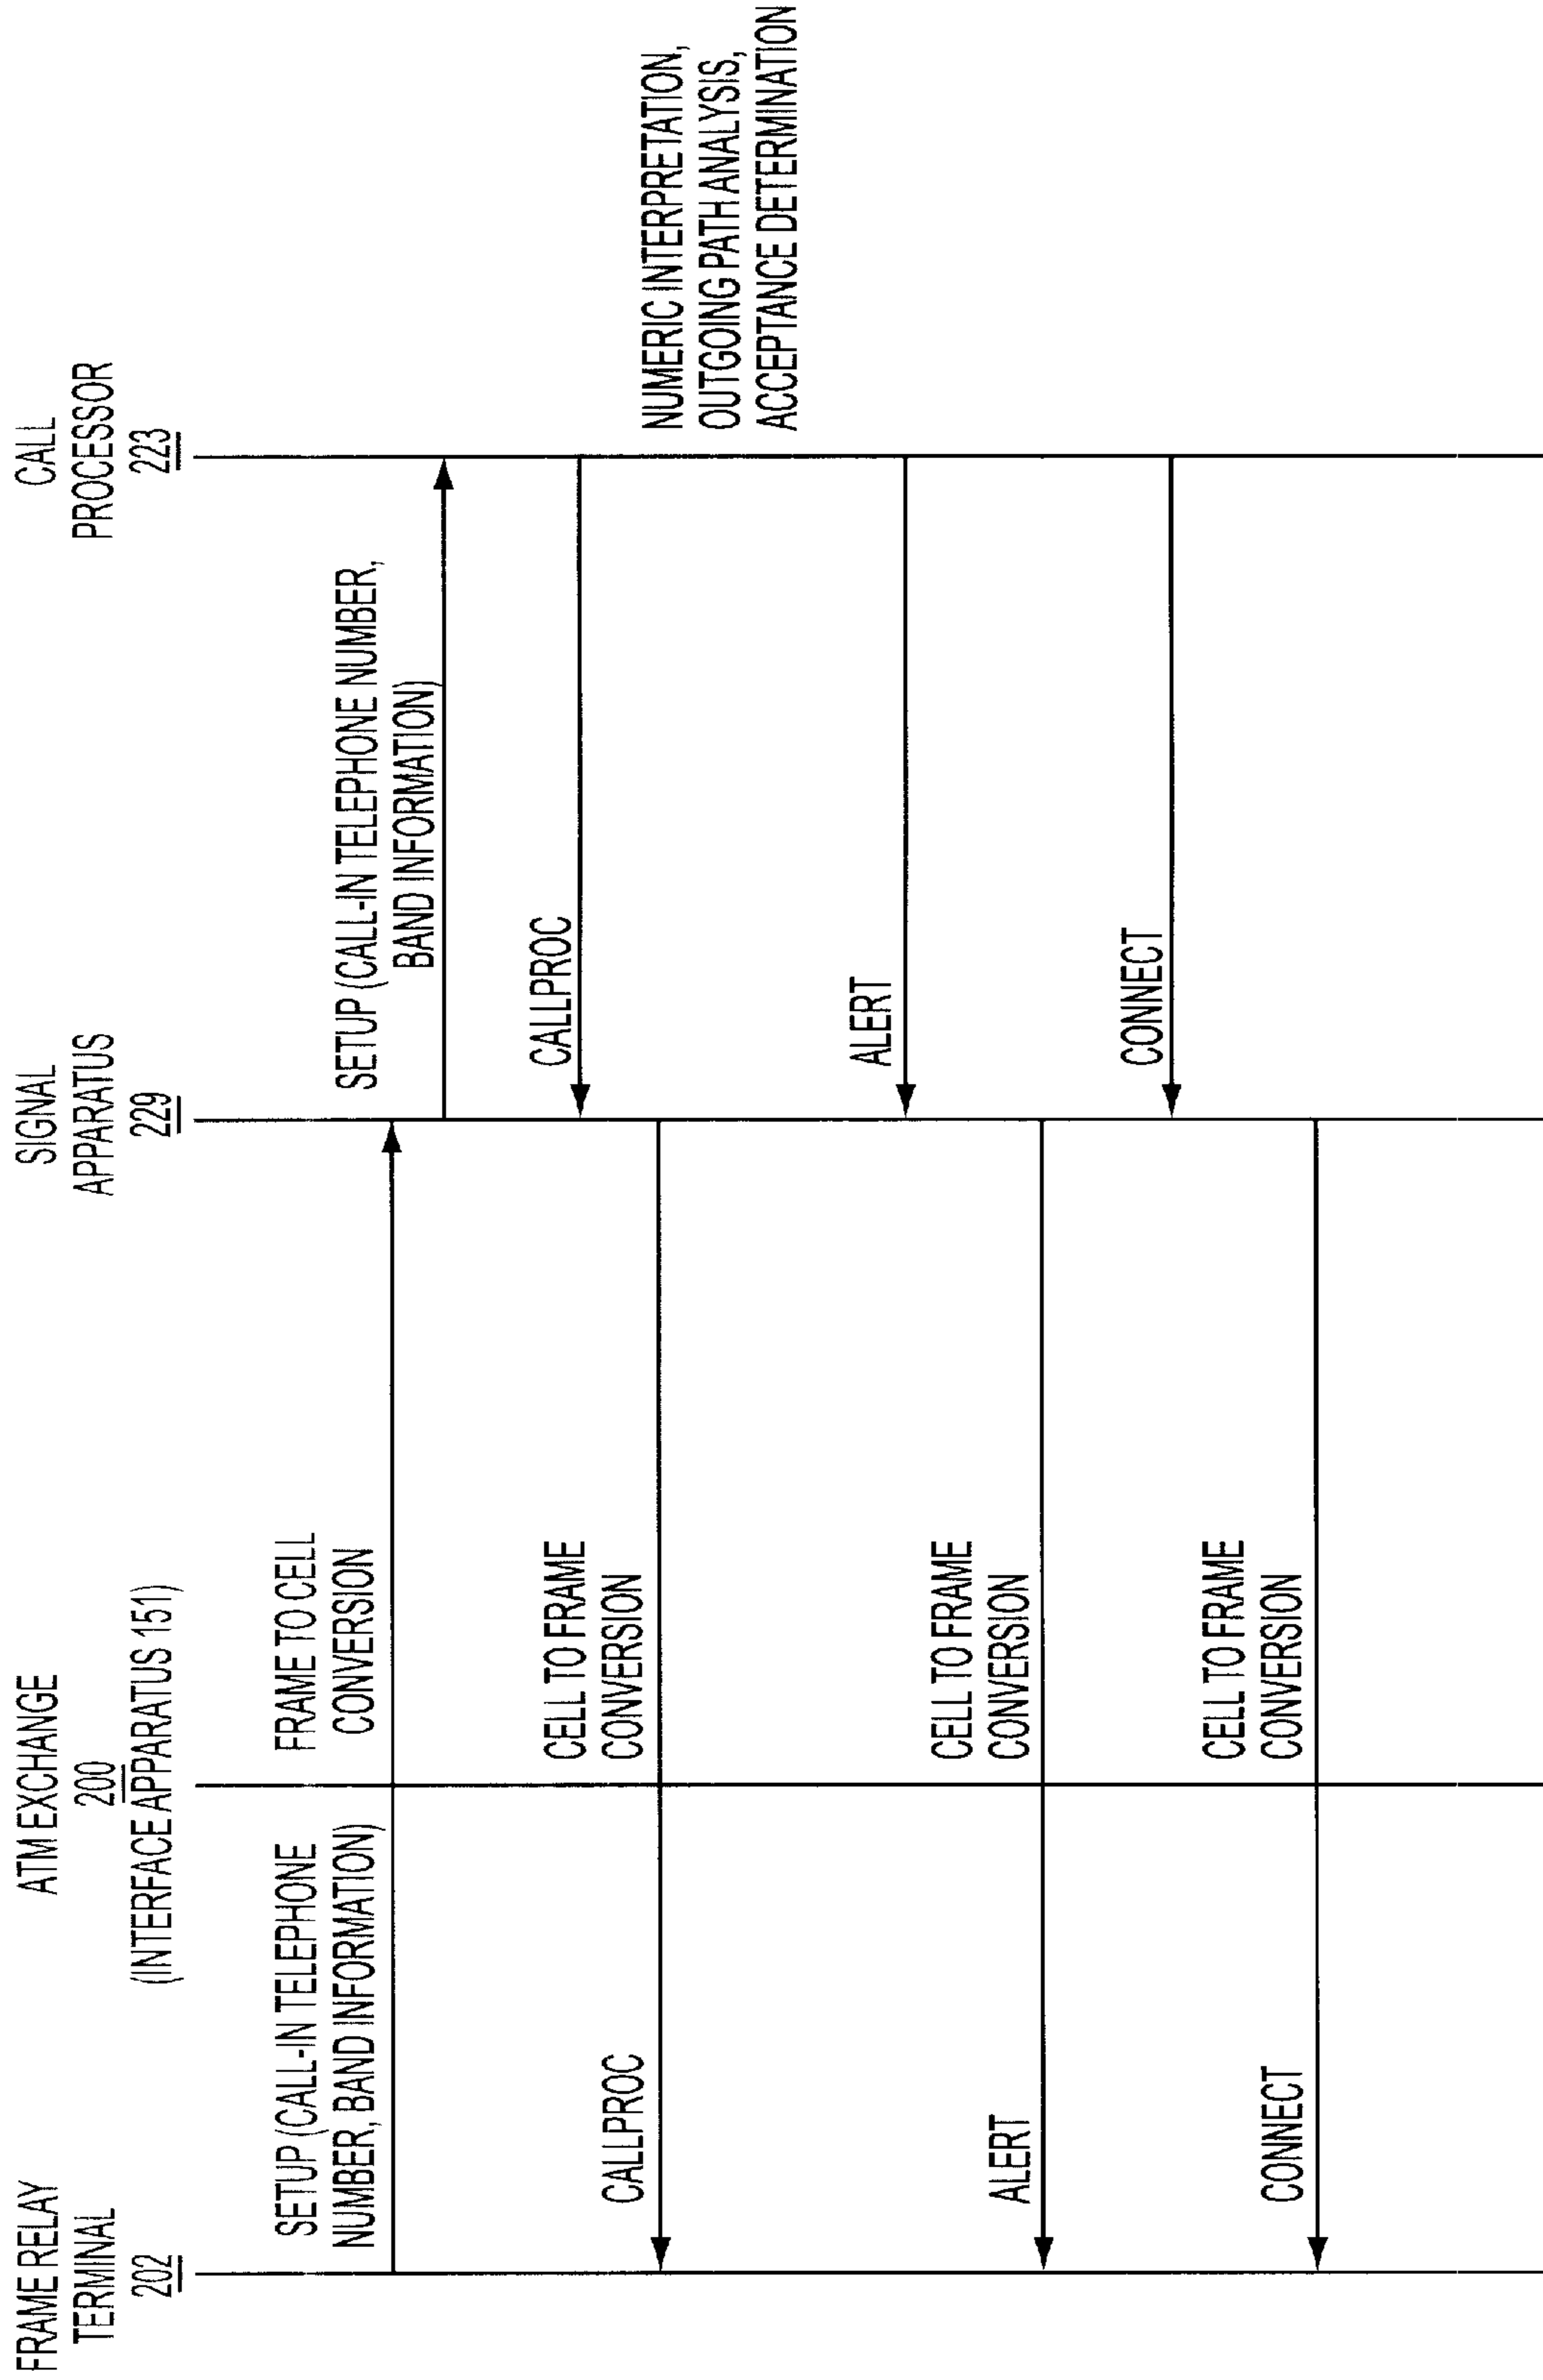 FRAME RELAY
TERMINAL
202
ATM EXCHANGE
200
(INTERFACE APPARATUS 151)
SIGNAL
APPARATUS
229
CALL
PROCESSOR
223
SETUP (CALL-IN TELEPHONE
NUMBER, BAND INFORMATION)
FRAME TO CELL
CONVERSION
SETUP (CALL-IN TELEPHONE NUMBER,
BAND INFORMATION)
CALLPROC
CELL TO FRAME
CONVERSION
CALLPROC
NUMERIC INTERPRETATION,
OUTGOING PATH ANALYSIS,
ACCEPTANCE DETERMINATION
ALERT
CELL TO FRAME
CONVERSION
ALERT
CONNECT
CELL TO FRAME
CONVERSION
CONNECT